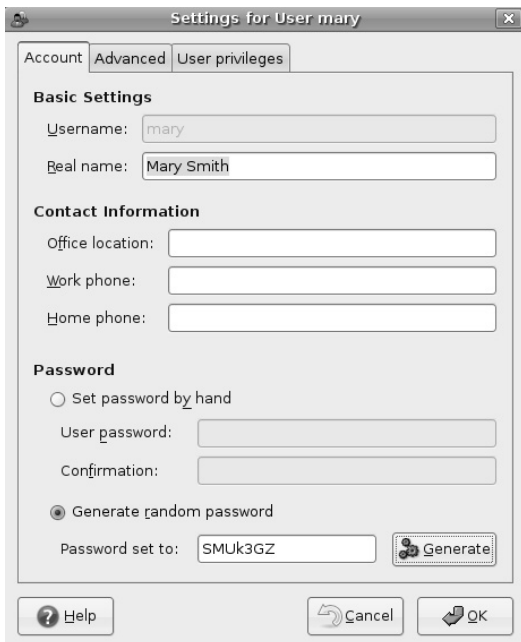 Settings for User mary
Account Advanced User privileges
Basic Settings
Username: mary
Real name: Mary Smith
Contact Information
Office location:
Work phone:
Home phone:
Password
Set password by hand
User password:
Confirmation:
Generate random password
Password set to: SMUk3GZ Generate
Help Cancel OK